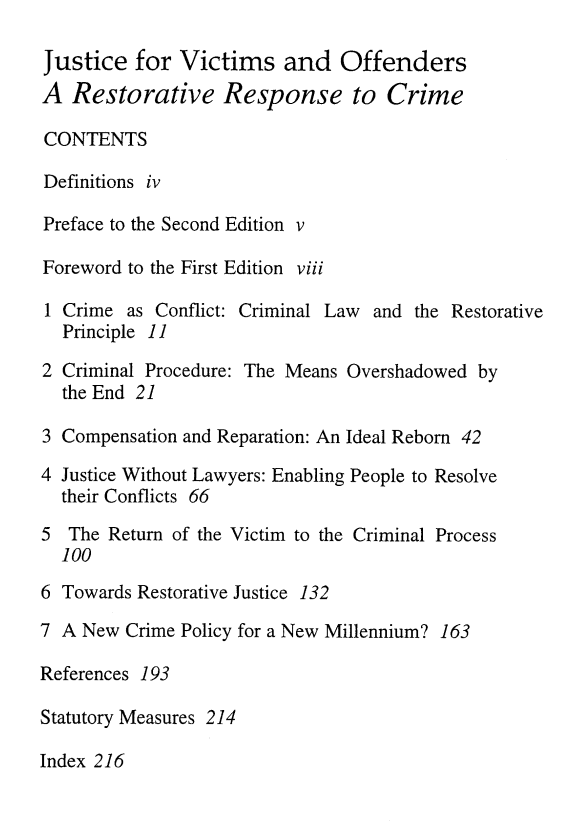 Justice for Victims and Offenders
A Restorative Response to Crime
CONTENTS
Definitions iv
Preface to the Second Edition v
Foreword to the First Edition viii
1 Crime as Conflict: Criminal Law and the Restorative
Principle 11
2 Criminal Procedure: The Means Overshadowed by
the End 21
3 Compensation and Reparation: An Ideal Reborn 42
4 Justice Without Lawyers: Enabling People to Resolve
their Conflicts 66
5 The Return of the Victim to the Criminal Process
100
6 Towards Restorative Justice 132
7 A New Crime Policy for a New Millennium? 163
References 193
Statutory Measures 214
Index 216